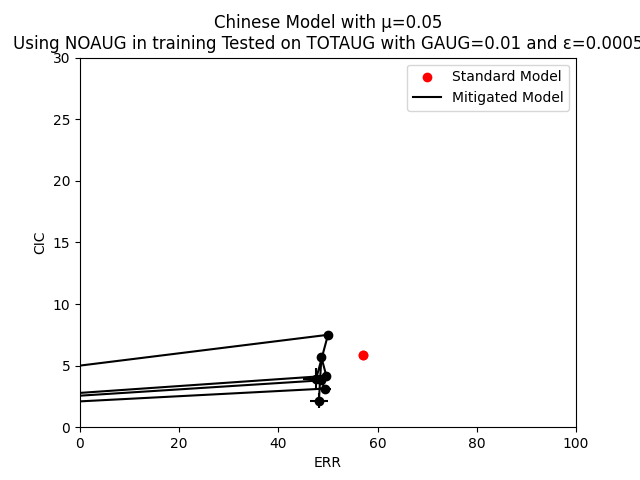 Chinese Model with μ=0.05
Using NOAUG in training Tested on TOTAUG with GAUG=0.01 and ε=0.0005
30
25
20
15
10
5
0
CIC
Standard Model
Mitigated Model
0 20 40 60 80 100
ERR